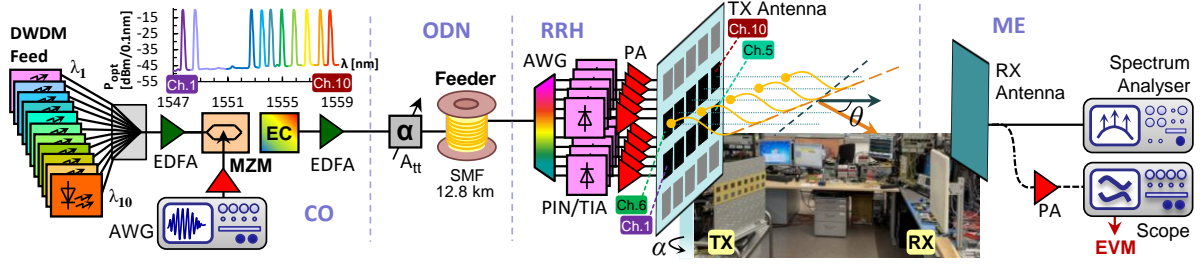 DWDM
Feed
λ1
λ10
Popt
[dBm/0.1nm]
-15
-25
-35
-45
-55
Ch.1
Ch.10
λ [nm]
1547
1551
1555
1559
EDFA
MZM
EC
EDFA
AWG
CO
ODN
α
Att
Feeder
SMF
12.8 km
RRH
AWG
PA
PIN/TIA
TX Antenna
Ch.10
Ch.5
Ch.6
Ch.1
α
θ
TX
RX
ME
RX
Antenna
Spectrum
Analyser
PA
Scope
EVM